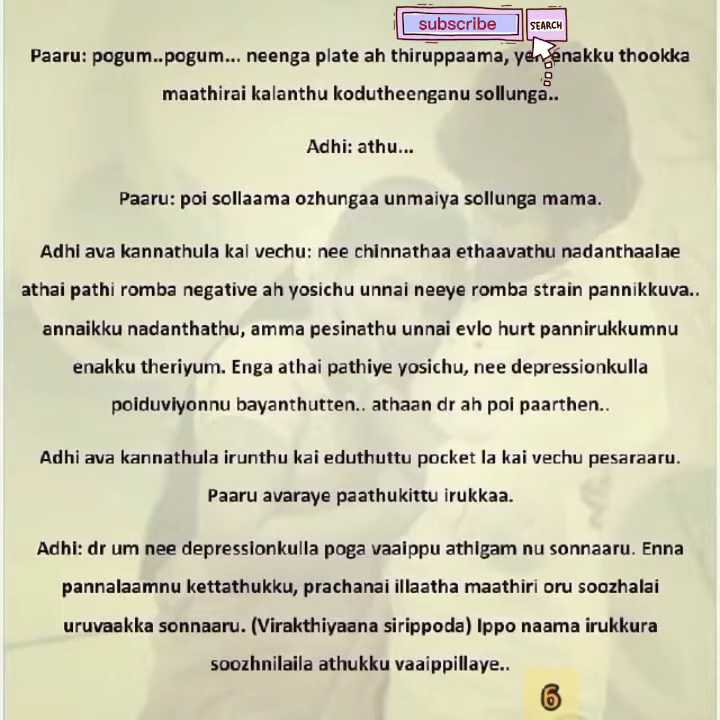 subscribe
SEARCH
Paaru: pogum..pogum... neenga plate ah thiruppaama, yen enakku thookka
maathirai kalanthu kodutheenganu sollunga..
Adhi: athu...
Paaru: poi sollaama ozhungaa unmaiya sollunga mama.
Adhi ava kannathula kai vechu: nee chinnathaa ethaavathu nadanthaalae
athai pathi romba negative ah yosichu unnai neeye romba strain pannikkuva..
annaikku nadanthathu, amma pesinathu unnai evlo hurt pannirukkumnu
enakku theriyum. Enga athai pathiye yosichu, nee depressionkulla
poiduviyonnu bayanthutten.. athaan dr ah poi paarthen..
Adhi ava kannathula irunthu kai eduthuttu pocket la kai vechu pesaraaru.
Paaru avaraye paathukittu irukkaa.
Adhi: dr um nee depressionkulla poga vaaippu athigam nu sonnaaru. Enna
pannalaamnu kettathukku, prachanai illaatha maathiri oru soozhalai
uruvaakka sonnaaru. (Virakthiyaana sirippoda) Ippo naama irukkura
soozhnilaila athukku vaaippillaye..
6